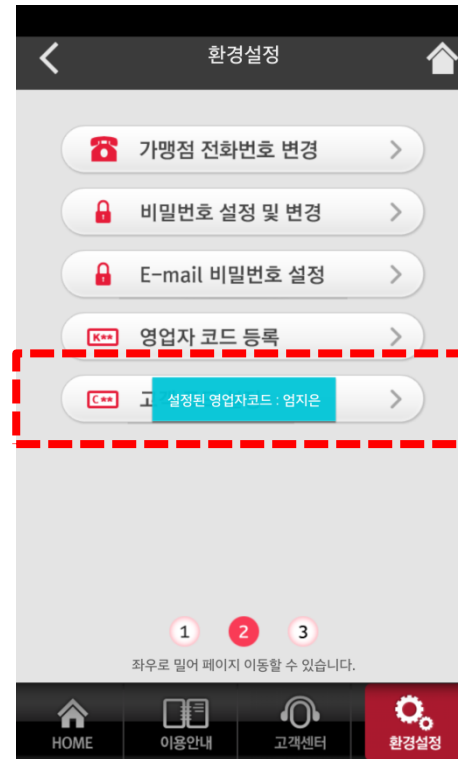 환경설정
가맹점 전화번호 변경
비밀번호 설정 및 변경
E-mail 비밀번호 설정
K**
영업자 코드 등록
C**
고
설정된 영업자코드 : 엄지은
1 2 3
좌우로 밀어 페이지 이동할 수 있습니다.
HOME 이용안내 고객센터 환경설정